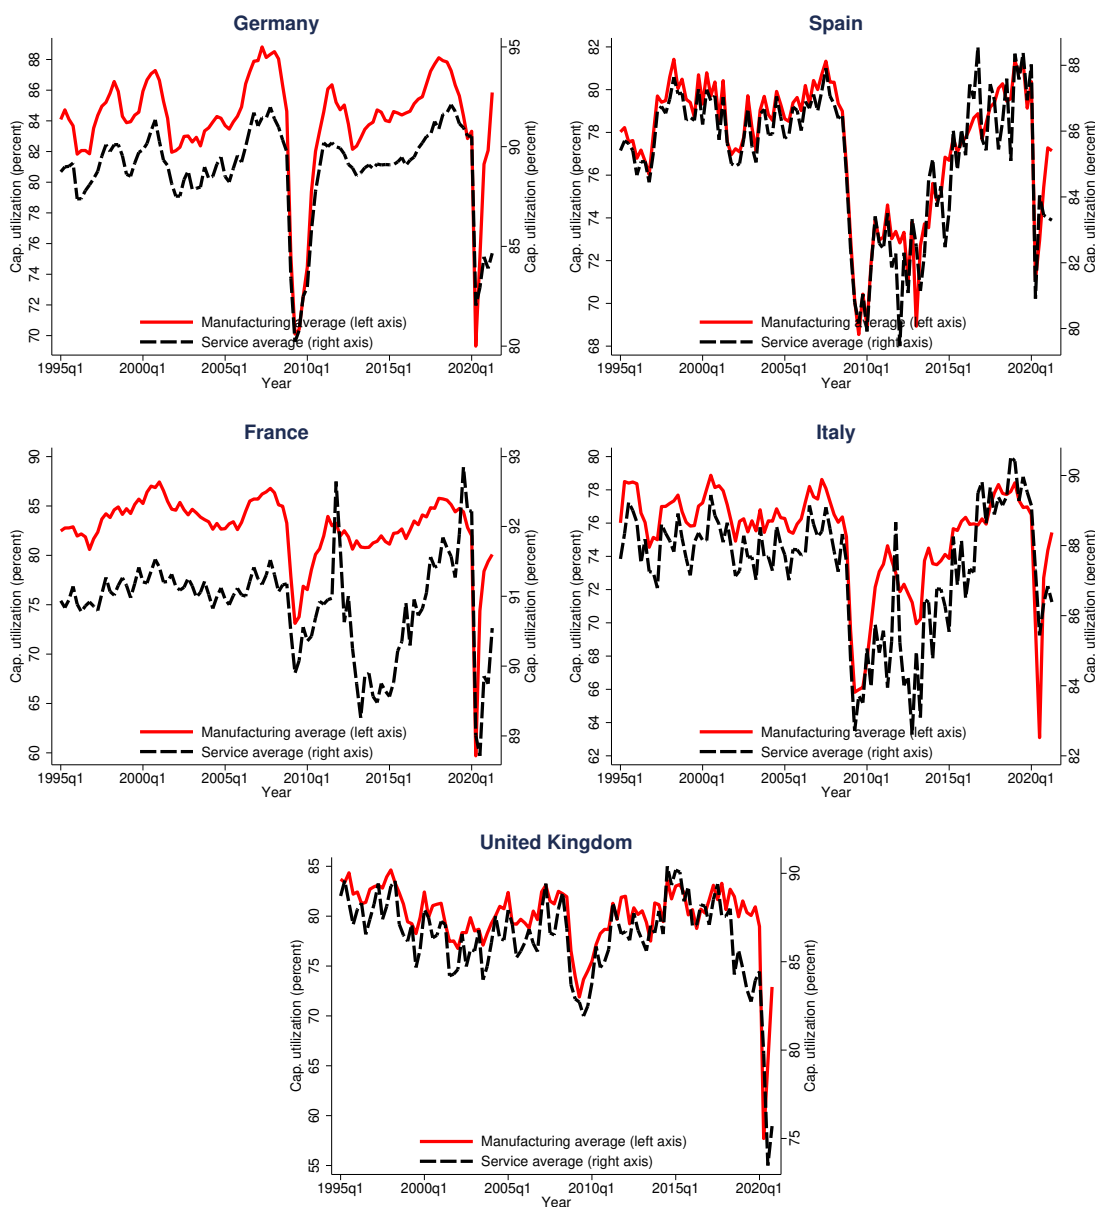 Germany
Cap. utilization (percent)
70 72 74 76 78 80 82 84 86 88
80 85 90 95
Cap. utilization (percent)
Manufacturing average (left axis)
Service average (right axis)
1995q1 2000q1 2005q1 2010q1 2015q1 2020q1
Year
Spain
Cap. utilization (percent)
68 70 72 74 76 78 80 82
80 82 84 86 88
Cap. utilization (percent)
Manufacturing average (left axis)
Service average (right axis)
1995q1 2000q1 2005q1 2010q1 2015q1 2020q1
Year
France
Cap. utilization (percent)
60 65 70 75 80 85 90
89 90 91 92 93
Cap. utilization (percent)
Manufacturing average (left axis)
Service average (right axis)
1995q1 2000q1 2005q1 2010q1 2015q1 2020q1
Year
Italy
Cap. utilization (percent)
62 64 66 68 70 72 74 76 78 80
82 84 86 88 90
Cap. utilization (percent)
Manufacturing average (left axis)
Service average (right axis)
1995q1 2000q1 2005q1 2010q1 2015q1 2020q1
Year
United Kingdom
Cap. utilization (percent)
55 60 65 70 75 80 85
75 80 85 90
Cap. utilization (percent)
Manufacturing average (left axis)
Service average (right axis)
1995q1 2000q1 2005q1 2010q1 2015q1 2020q1
Year